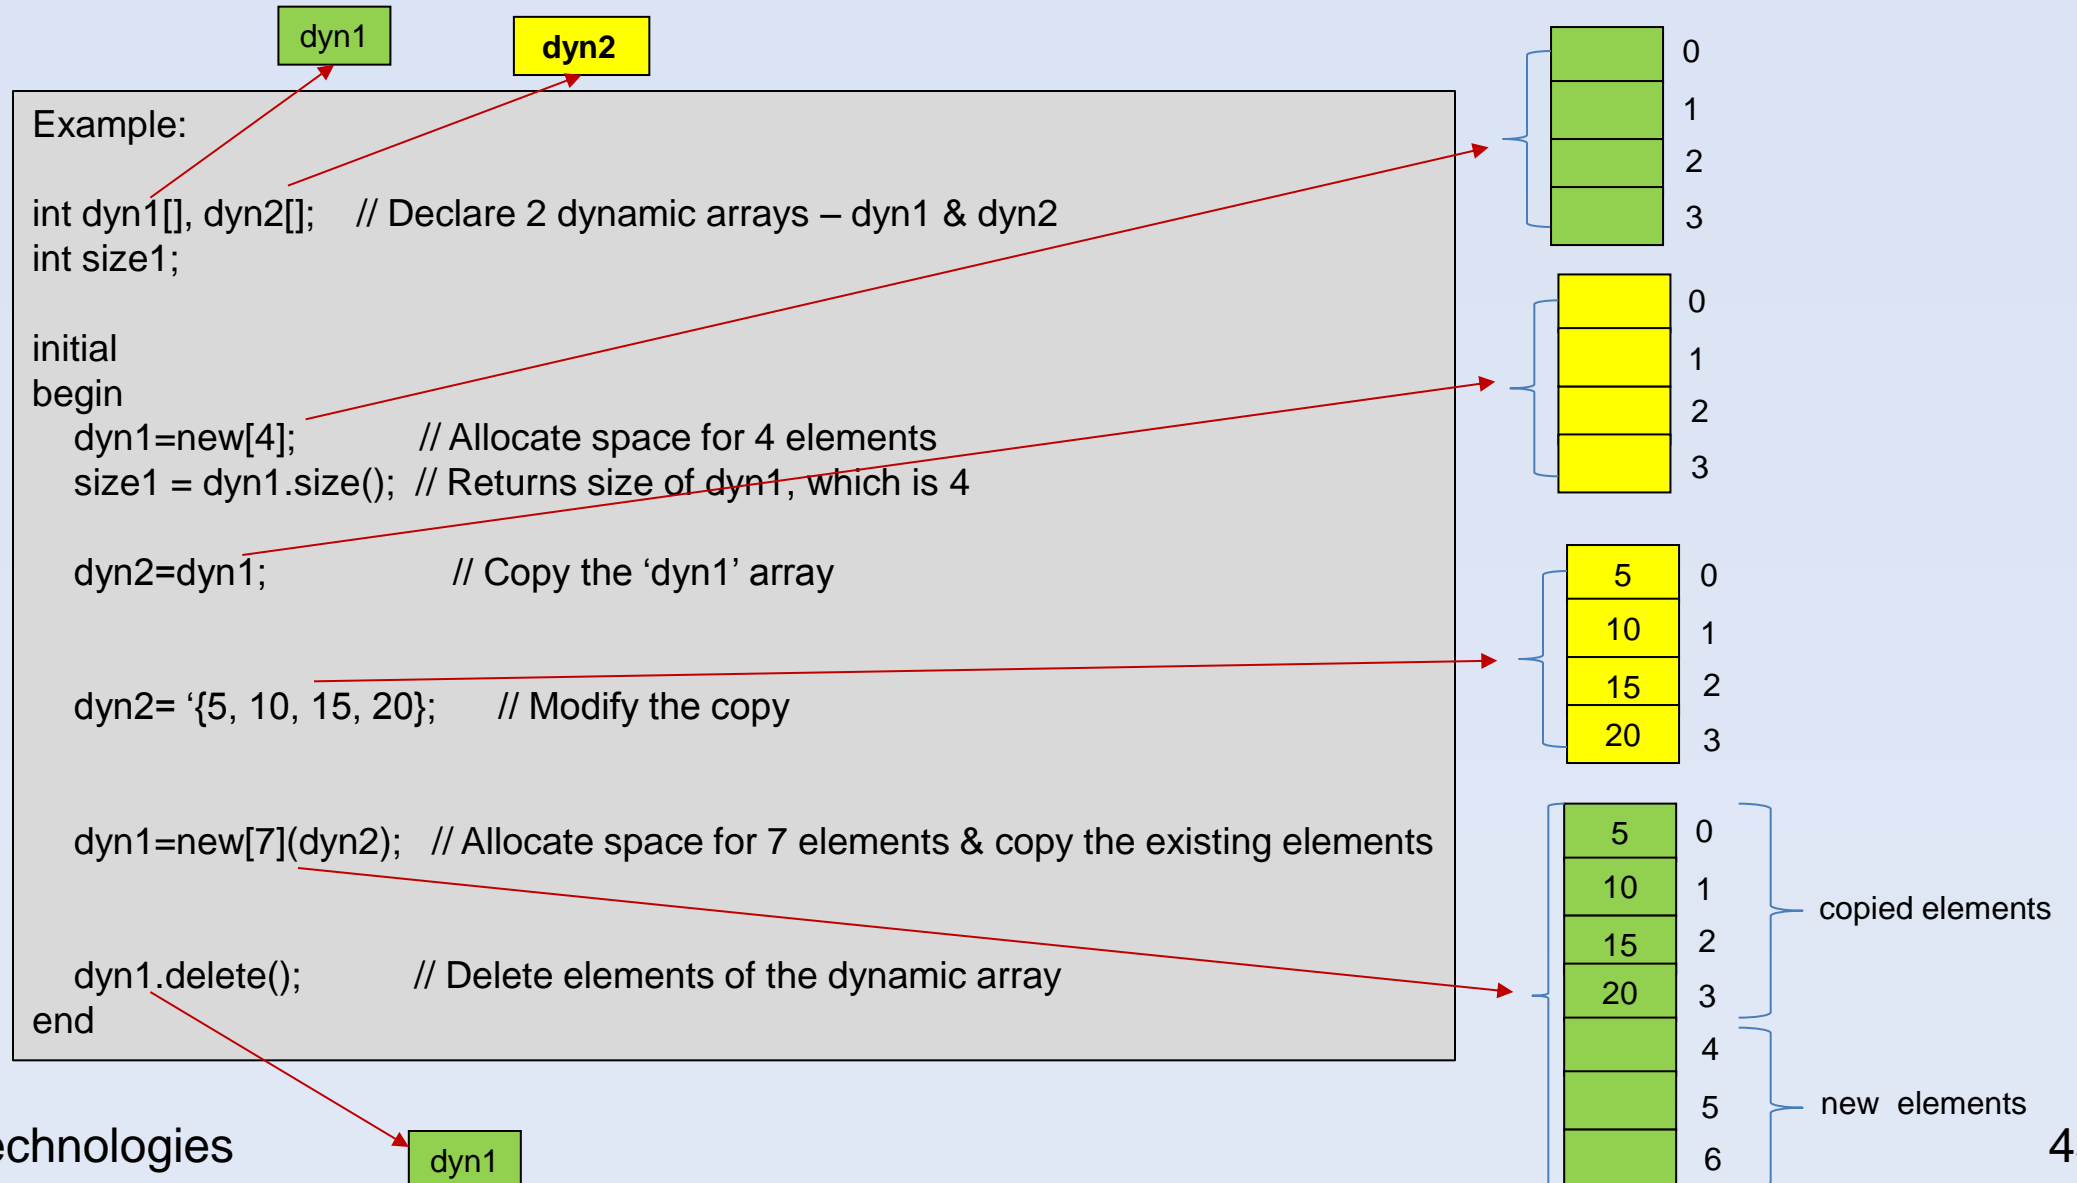 dyn1
dyn2
Example:
int dyn1[], dyn2[]; // Declare 2 dynamic arrays – dyn1 & dyn2
int size1;
initial
begin
dyn1=new[4]; // Allocate space for 4 elements
size1 = dyn1.size(); // Returns size of dyn1, which is 4
dyn2=dyn1; // Copy the ‘dyn1’ array
dyn2= ‘{5, 10, 15, 20}; // Modify the copy
dyn1=new[7](dyn2); // Allocate space for 7 elements & copy the existing elements
dyn1.delete(); // Delete elements of the dynamic array
end
0
1
2
3
0
1
2
3
5 0
10 1
15 2
20 3
5 0
10 1
15 2
20 3
4
5
6
copied elements
new elements
dyn1
echnologies
4